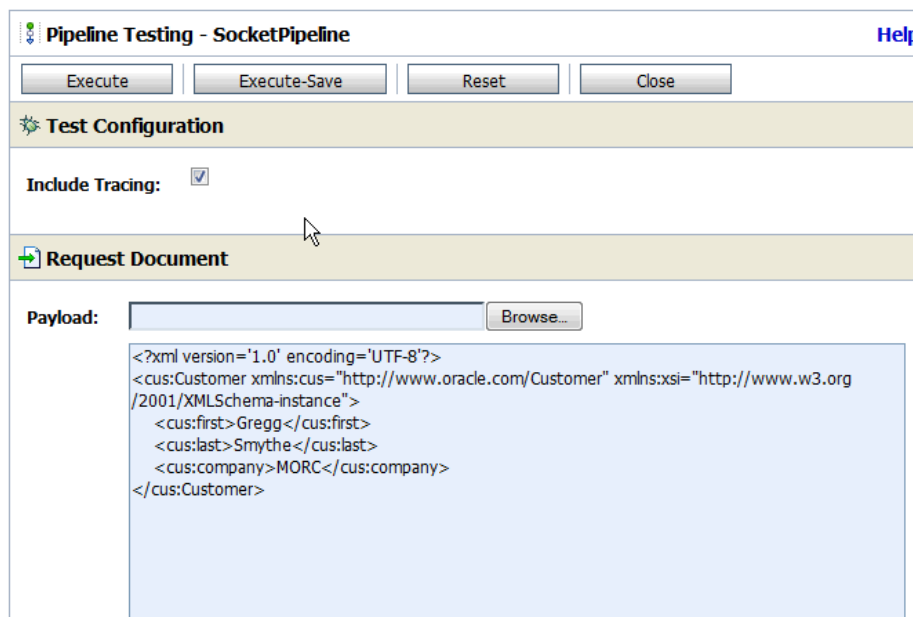 Pipeline Testing - SocketPipeline
Help
Execute
Execute-Save
Reset
Close
Test Configuration
Include Tracing:
Request Document
Payload:
Browse...
<?xml version='1.0' encoding='UTF-8'?>
<cus:Customer xmlns:cus="http://www.oracle.com/Customer" xmlns:xsi="http://www.w3.org
/2001/XMLSchema-instance">
<cus:first>Gregg</cus:first>
<cus:last>Smythe</cus:last>
<cus:company>MORC</cus:company>
</cus:Customer>